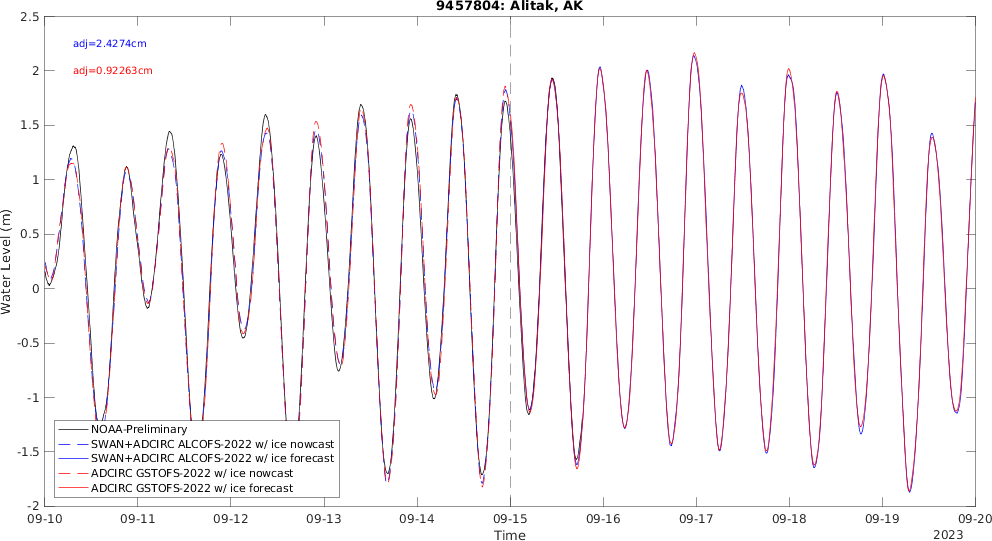 9457804: Alitak, AK
2.5
adj=2.4274cm
2
adj=0.92263cm
1.5
1
0.5
0
-0.5
-1
-1.5
-2
Water Level (m)
NOAA-Preliminary
SWAN+ADCIRC ALCOFS-2022 w/ ice nowcast
SWAN+ADCIRC ALCOFS-2022 w/ ice forecast
ADCIRC GSTOFS-2022 w/ ice nowcast
ADCIRC GSTOFS-2022 w/ ice forecast
09-10 09-11 09-12 09-13 09-14 09-15 09-16 09-17 09-18 09-19 09-20
Time
2023